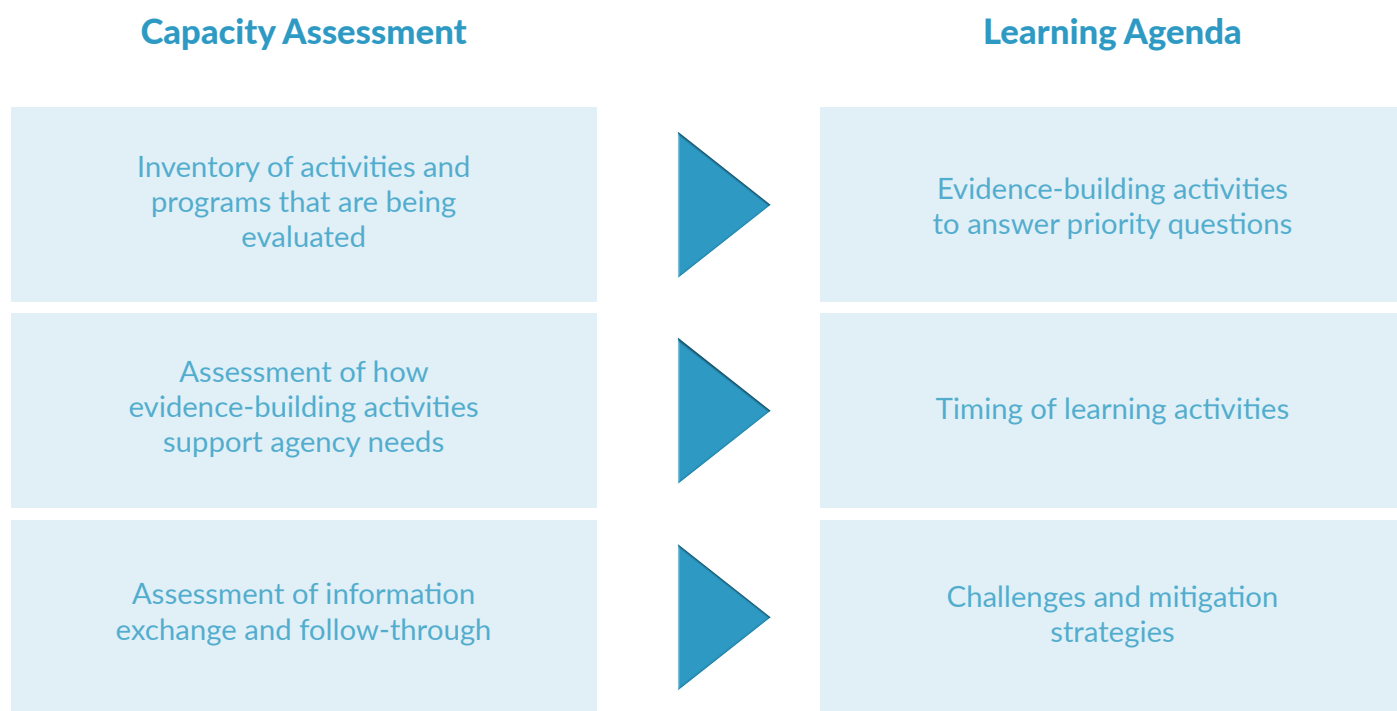 Capacity Assessment
Learning Agenda
Inventory of activities and
programs that are being
evaluated
Evidence-building activities
to answer priority questions
Assessment of how
evidence-building activities
support agency needs
Timing of learning activities
Assessment of information
exchange and follow-through
Challenges and mitigation
strategies